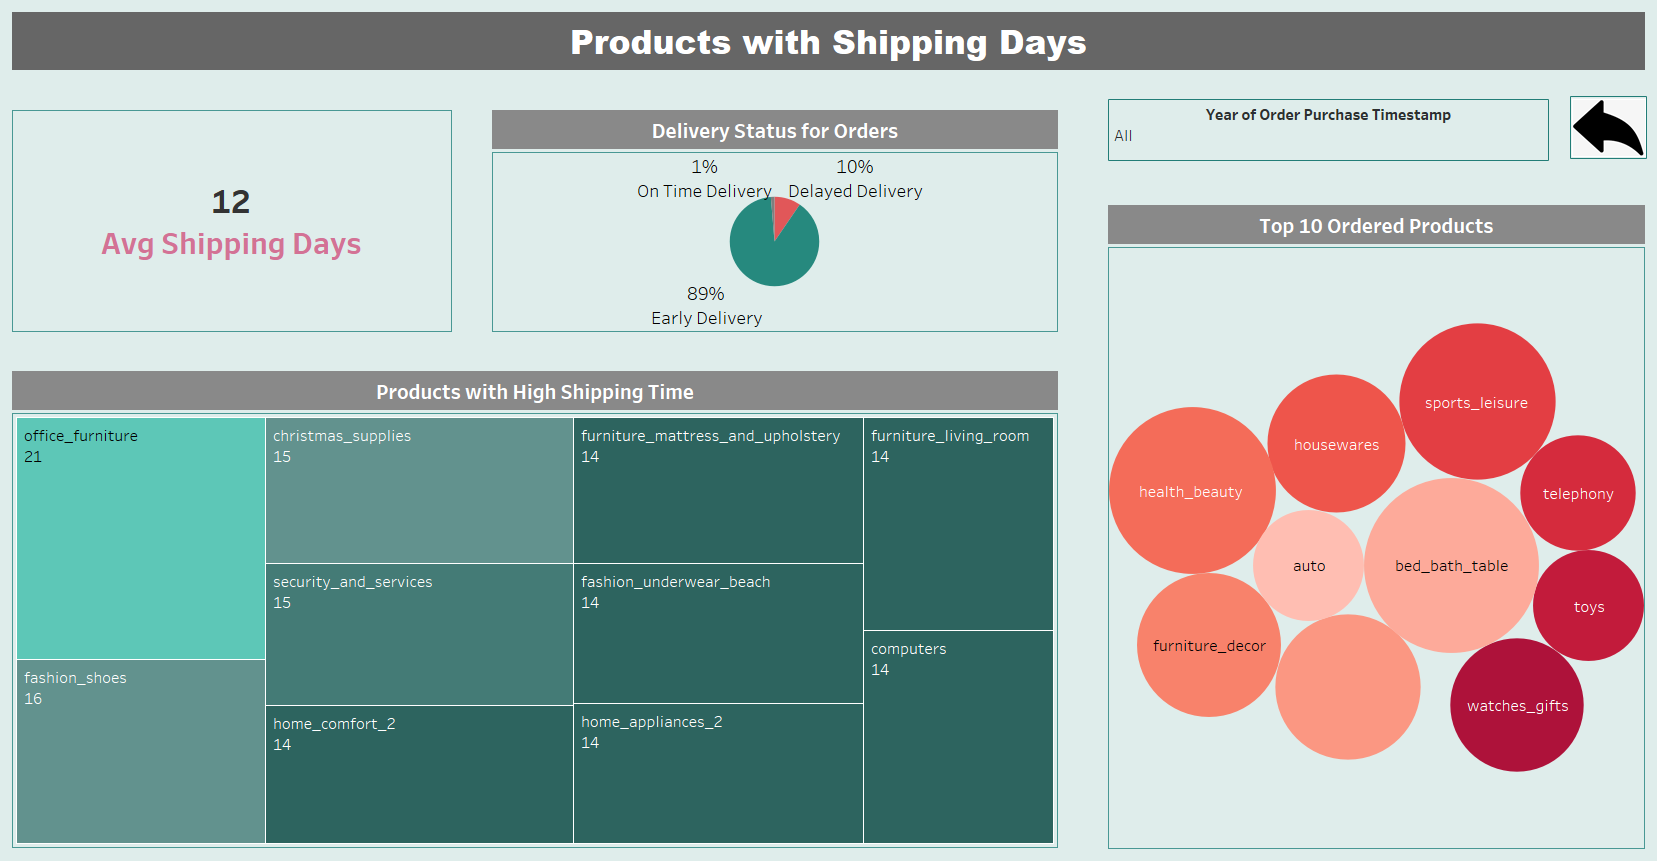 Products with Shipping Days
12
Avg Shipping Days
Delivery Status for Orders
1%
On Time Delivery
10%
Delayed Delivery
89%
Early Delivery
Year of Order Purchase Timestamp
All
Products with High Shipping Time
office_furniture
21
fashion_shoes
16
christmas_supplies
15
security_and_services
15
home_comfort_2
14
furniture_mattress_and_upholstery
14
fashion_underwear_beach
14
home_appliances_2
14
furniture_living_room
14
computers
14
Top 10 Ordered Products
sports_leisure
housewares
health_beauty
telephony
auto
bed_bath_table
toys
furniture_decor
watches_gifts